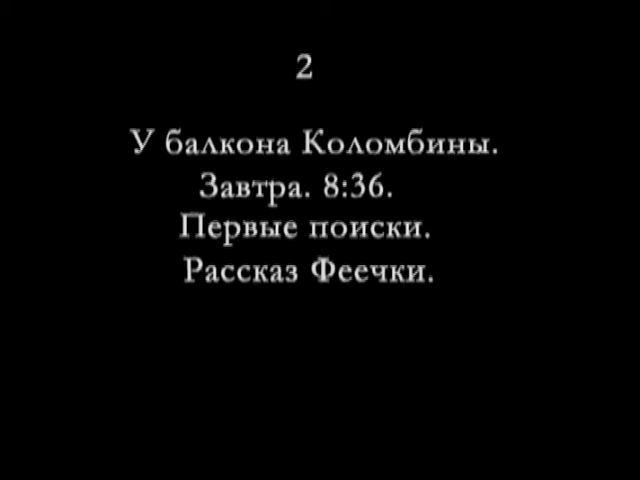 2
У балкона Коломбины.
Завтра. 8:36.
Первые поиски.
Рассказ Феечки.